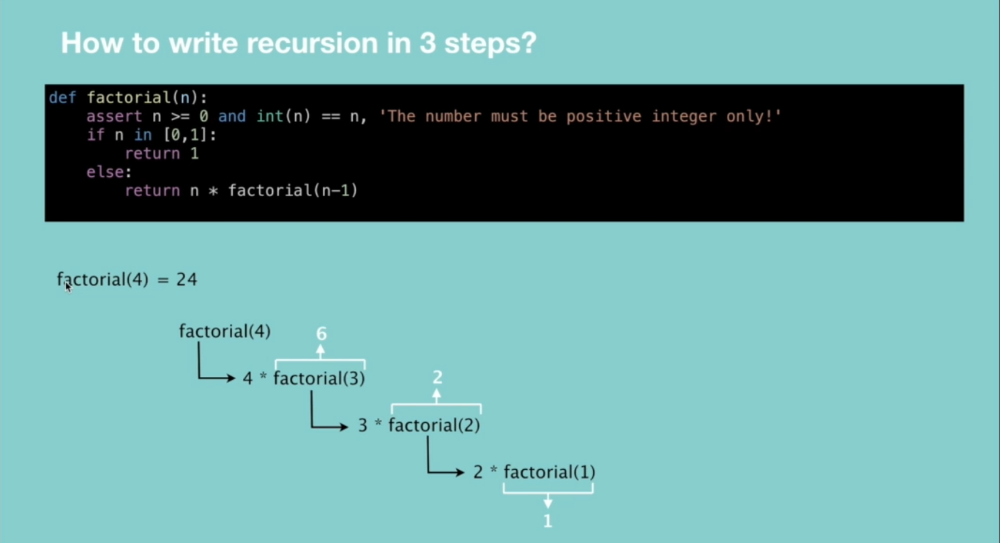 How to write recursion in 3 steps?
def factorial(n):
    assert n >= 0 and int(n) == n, 'The number must be positive integer only!'
    if n in [0,1]:
        return 1
    else:
        return n * factorial(n-1)
factorial(4) = 24
factorial(4)
6
4 * factorial(3)
2
3 * factorial(2)
2 * factorial(1)
1